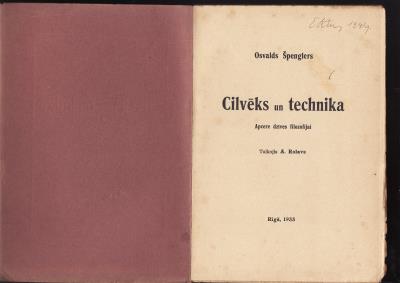 Osvalds Špenglers
Cilvēks un technika
Apcere dzīves filozofijai
Tulkojis A. Rolavs
Rīgā, 1933